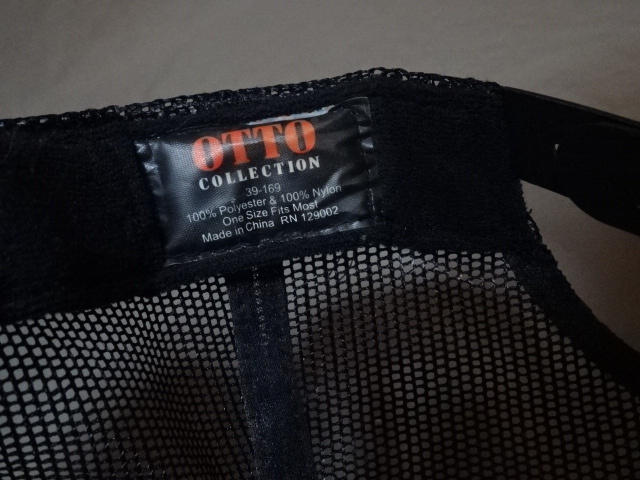 OTTO
COLLECTION
39-169
100% Polyester & 100% Nylon
One Size Fits Most
Made in China RN 129002